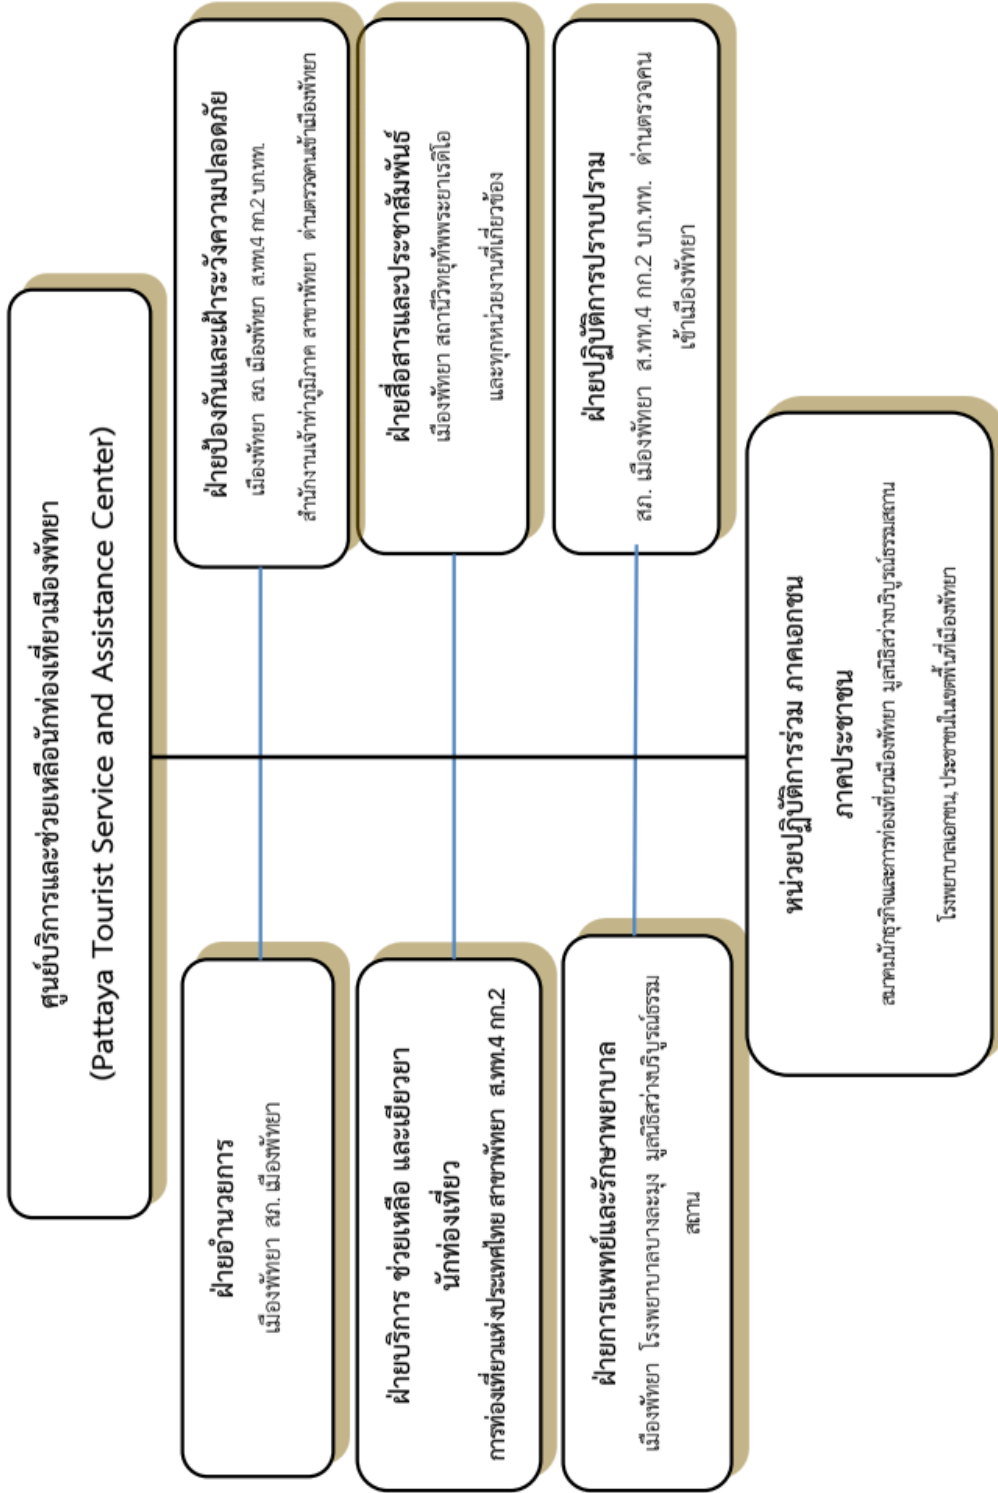 ศูนย์บริการและช่วยเหลือนักท่องเที่ยวเมืองพัทยา
(Pattaya Tourist Service and Assistance Center)
ฝ่ายอำนวยการ
เมืองพัทยา สภ. เมืองพัทยา
ฝ่ายป้องกันและเฝ้าระวังความปลอดภัย
เมืองพัทยา สภ. เมืองพัทยา ส.ทท.4 กก.2 บก.ทท.
สำนักงานเจ้าท่าภูมิภาค สาขาพัทยา ด่านตรวจคนเข้าเมืองพัทยา
ฝ่ายบริการ ช่วยเหลือ และเยียวยา
นักท่องเที่ยว
การท่องเที่ยวแห่งประเทศไทย สาขาพัทยา ส.ทท.4 กก.2
ฝ่ายสื่อสารและประชาสัมพันธ์
เมืองพัทยา สถานีวิทยุทัพพระยาเรดิโอ
และทุกหน่วยงานที่เกี่ยวข้อง
ฝ่ายการแพทย์และรักษาพยาบาล
เมืองพัทยา โรงพยาบาลบางละมุง มูลนิธิสว่างบริบูรณ์ธรรม
สถาน
ฝ่ายปฏิบัติการปราบปราม
สภ. เมืองพัทยา ส.ทท.4 กก.2 บก.ทท. ด่านตรวจคน
เข้าเมืองพัทยา
หน่วยปฏิบัติการร่วม ภาคเอกชน
ภาคประชาชน
สมาคมนักธุรกิจและการท่องเที่ยวเมืองพัทยา มูลนิธิสว่างบริบูรณ์ธรรมสถาน
โรงพยาบาลเอกชน, ประชาชนในเขตพื้นที่เมืองพัทยา